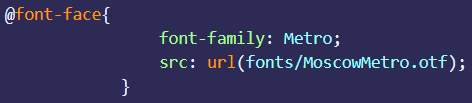 @font-face{
font-family: Metro;
src: url(fonts/MoscowMetro.otf);
}